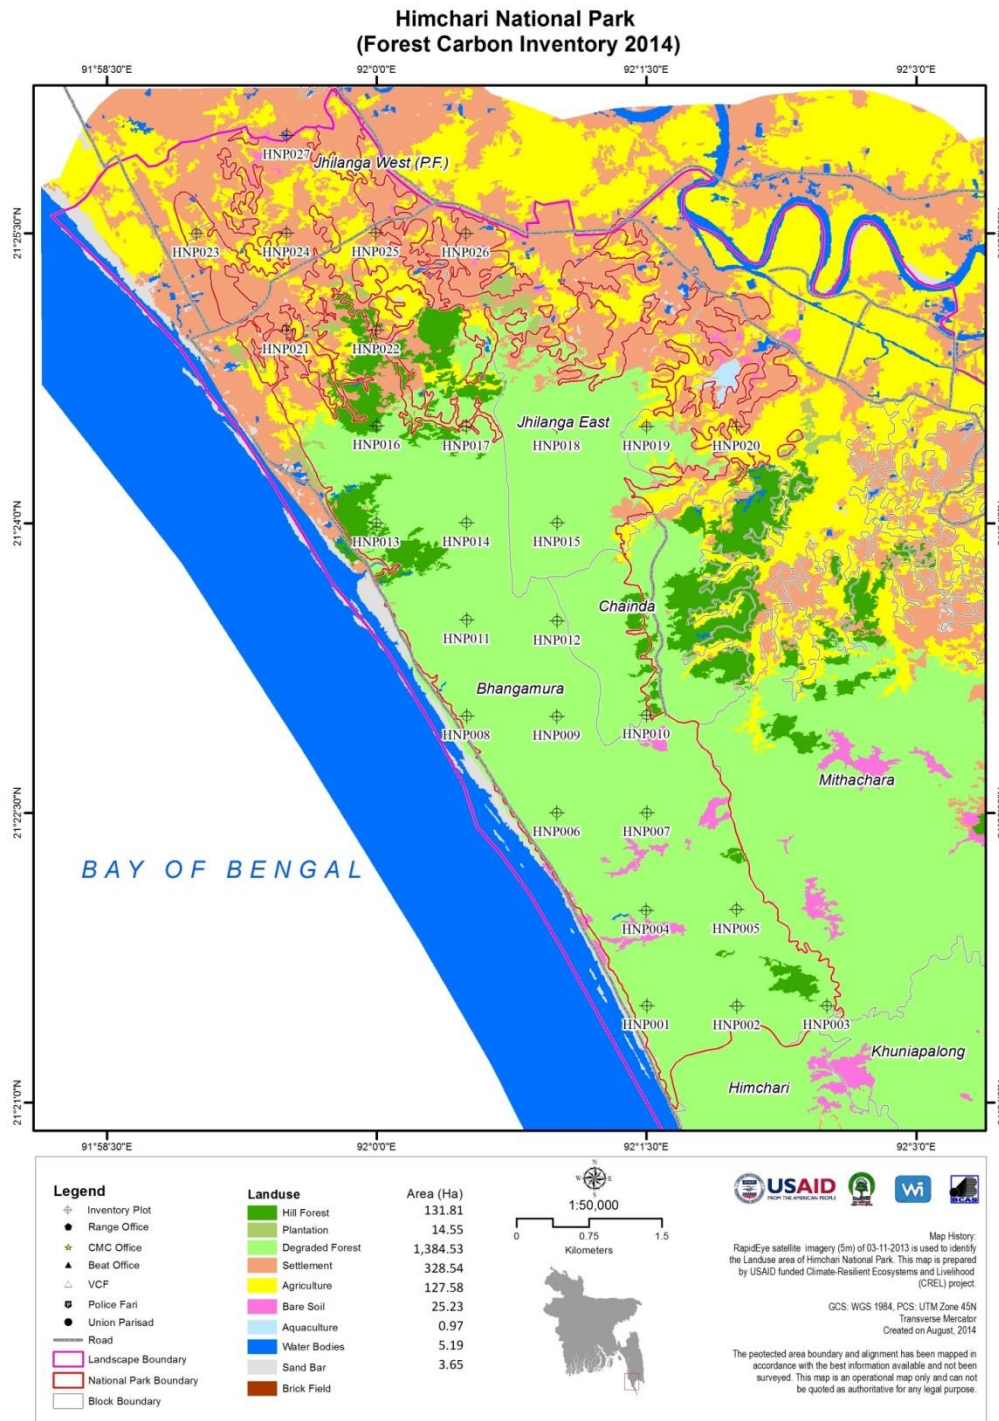 Himchari National Park
(Forest Carbon Inventory 2014)
91°58'30"E 92°0'0"E 92°1'30"E 92°3'0"E
HNP027
Jhilanga West (P.F.)
21°25'30"N
HNP023 HNP024 HNP025 HNP026
HNP021 HNP022
Jhilanga East
HNP016 HNP017 HNP018 HNP019 HNP020
21°24'0"N
HNP013 HNP014 HNP015
Chainda
HNP011 HNP012
Bhangamura
HNP008 HNP009 HNP010
Mithachara
21°22'30"N
HNP006 HNP007
BAY OF BENGAL
HNP004 HNP005
HNP001 HNP002 HNP003
Khuniapalong
Himchari
21°21'0"N
91°58'30"E 92°0'0"E 92°1'30"E 92°3'0"E
Legend
Inventory Plot
Range Office
CMC Office
Beat Office
VCF
Police Fari
Union Parisad
Road
Landscape Boundary
National Park Boundary
Block Boundary
Landuse Area (Ha)
Hill Forest 131.81
Plantation 14.55
Degraded Forest 1,384.53
Settlement 328.54
Agriculture 127.58
Bare Soil 25.23
Aquaculture 0.97
Water Bodies 5.19
Sand Bar 3.65
Brick Field
N
W E
S
1:50,000
0 0.75 1.5
Kilometers
USAID
FROM THE AMERICAN PEOPLE
Wi
BCAS
Map History:
RapidEye satellite imagery (5m) of 03-11-2013 is used to identify
the Landuse area of Himchari National Park. This map is prepared
by USAID funded Climate-Resilient Ecosystems and Livelihood
(CREL) project.
GCS: WGS 1984, PCS: UTM Zone 45N
Transverse Mercator
Created on August, 2014
The peotected area boundary and alignment has been mapped in
accordance with the best information available and not been
surveyed. This map is an operational map only and can not
be quoted as authoritative for any legal purpose.